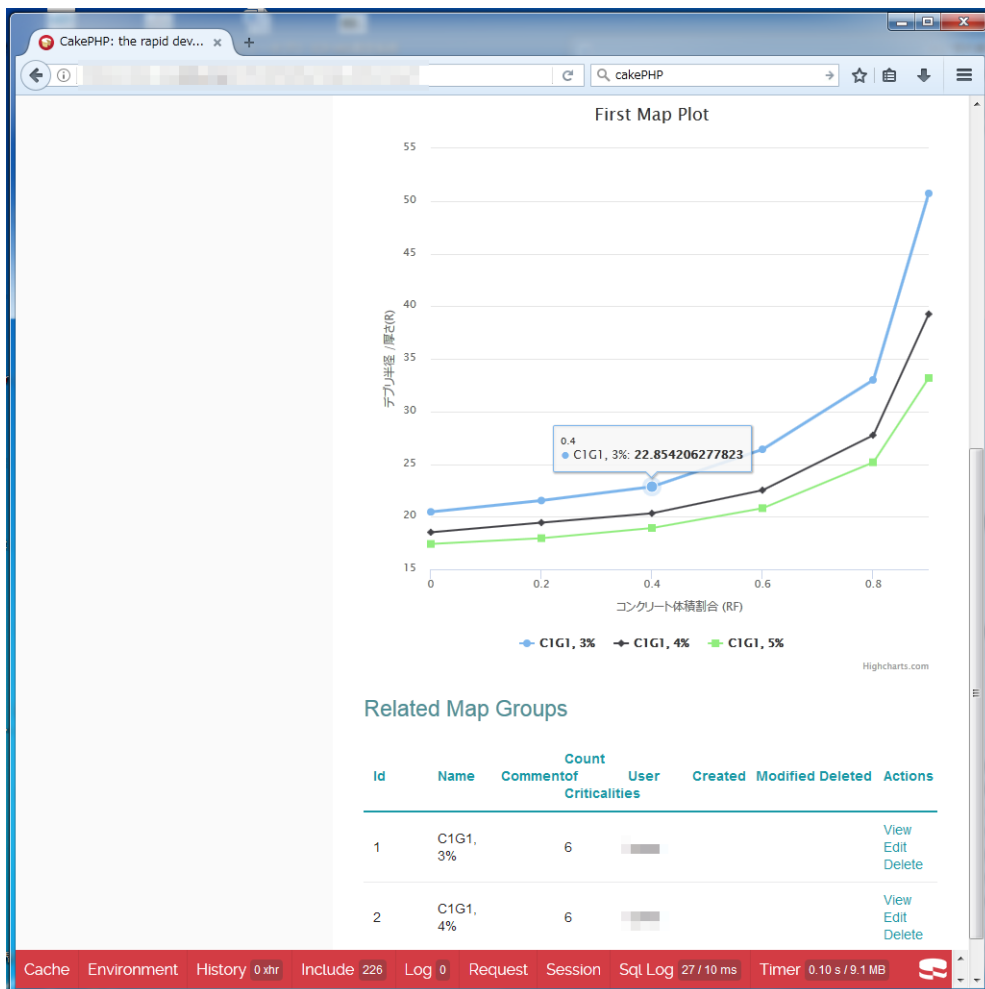 CakePHP: the rapid dev... × +
cakePHP
First Map Plot
55
50
45
40
35
30
25
20
15
デブリ半径 /厚さ(R)
0.4
C1G1, 3%: 22.854206277823
0 0.2 0.4 0.6 0.8
コンクリート体積割合 (RF)
C1G1, 3% C1G1, 4% C1G1, 5%
Highcharts.com
Related Map Groups
Id Name Comment Count of Criticalities User Created Modified Deleted Actions
1 C1G1, 3% 6 View
Edit
Delete
2 C1G1, 4% 6 View
Edit
Delete
Cache Environment History 0 xhr Include 226 Log 0 Request Session Sql Log 27 / 10 ms Timer 0.10 s / 9.1 MB